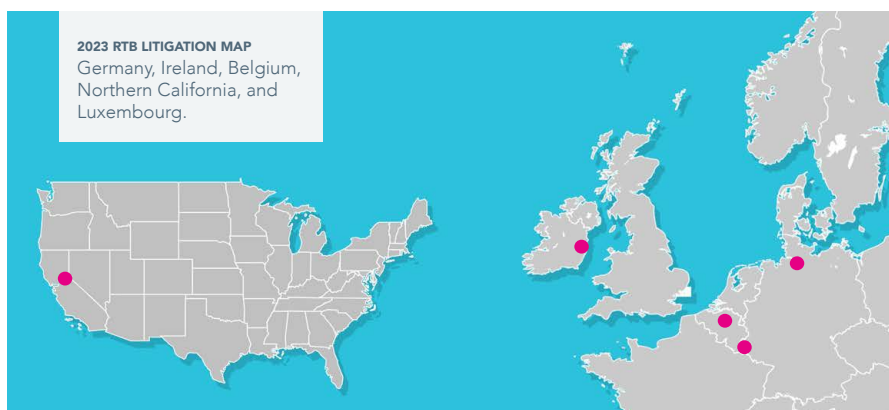 2023 RTB LITIGATION MAP
Germany, Ireland, Belgium,
Northern California, and
Luxembourg.